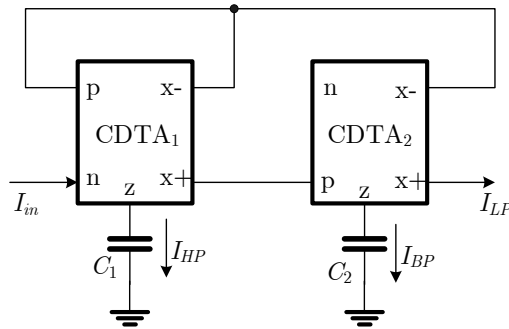 p
x-
CDTA1
n
z
x+
Iin
C1
IHP
n
x-
CDTA2
p
z
x+
ILP
C2
IBP